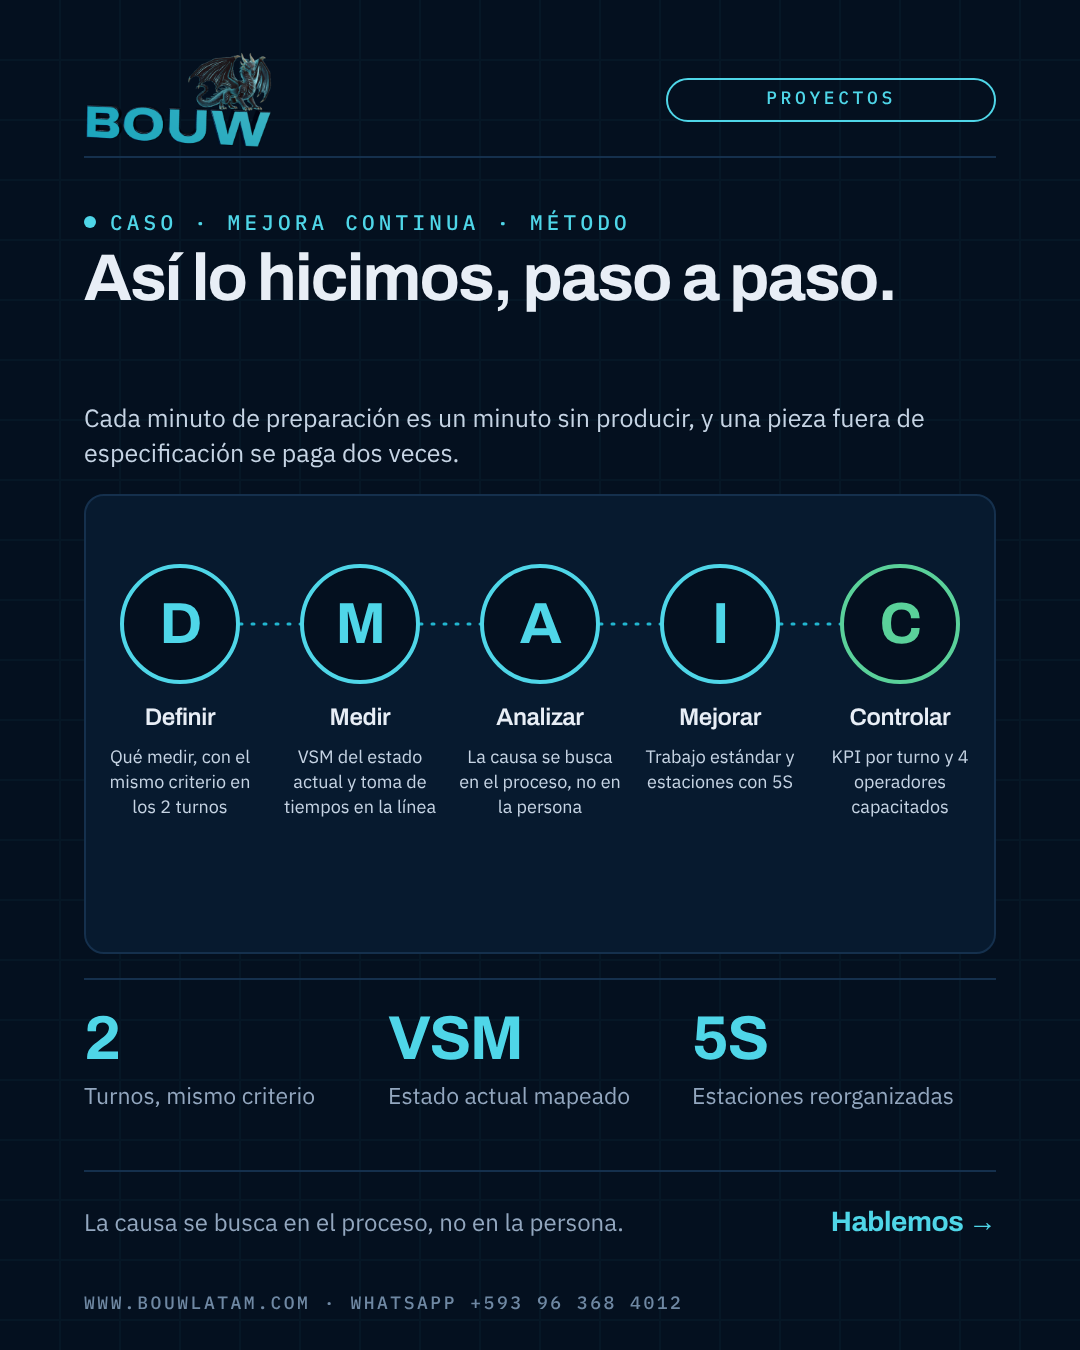 BOUW
PROYECTOS
CASO · MEJORA CONTINUA · MÉTODO
Así lo hicimos, paso a paso.
Cada minuto de preparación es un minuto sin producir, y una pieza fuera de
especificación se paga dos veces.
D
M
A
I
C
Definir
Medir
Analizar
Mejorar
Controlar
Qué medir, con el
mismo criterio en
los 2 turnos
VSM del estado
actual y toma de
tiempos en la línea
La causa se busca
en el proceso, no en
la persona
Trabajo estándar y
estaciones con 5S
KPI por turno y 4
operadores
capacitados
2
Turnos, mismo criterio
VSM
Estado actual mapeado
5S
Estaciones reorganizadas
La causa se busca en el proceso, no en la persona.
Hablemos →
WWW.BOUWLATAM.COM · WHATSAPP +593 96 368 4012